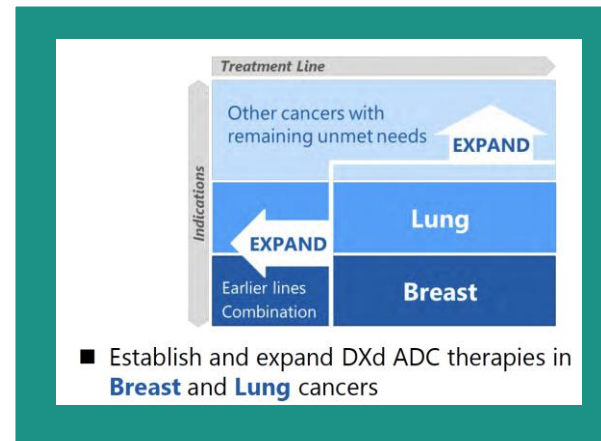 Treatment Line
Indications
Other cancers with
remaining unmet needs
EXPAND
Lung
EXPAND
Earlier lines
Combination
Breast
■ Establish and expand DXd ADC therapies in
Breast and Lung cancers